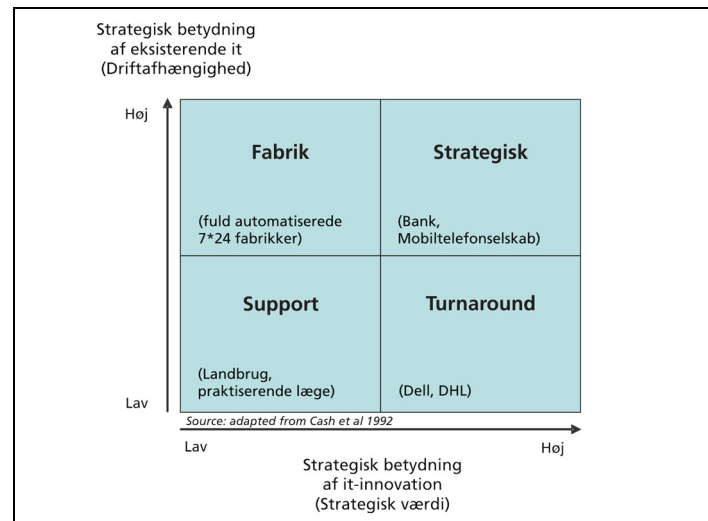 Strategisk betydning
af eksisterende it
(Driftafhængighed)
Høj
Fabrik
Strategisk
(fuld automatiserede
7*24 fabrikker)
(Bank,
Mobiltelefonselskab)
Support
Turnaround
(Landbrug,
praktiserende læge)
(Dell, DHL)
Lav
Source: adapted from Cash et al 1992
Lav
Høj
Strategisk betydning
af it-innovation
(Strategisk værdi)